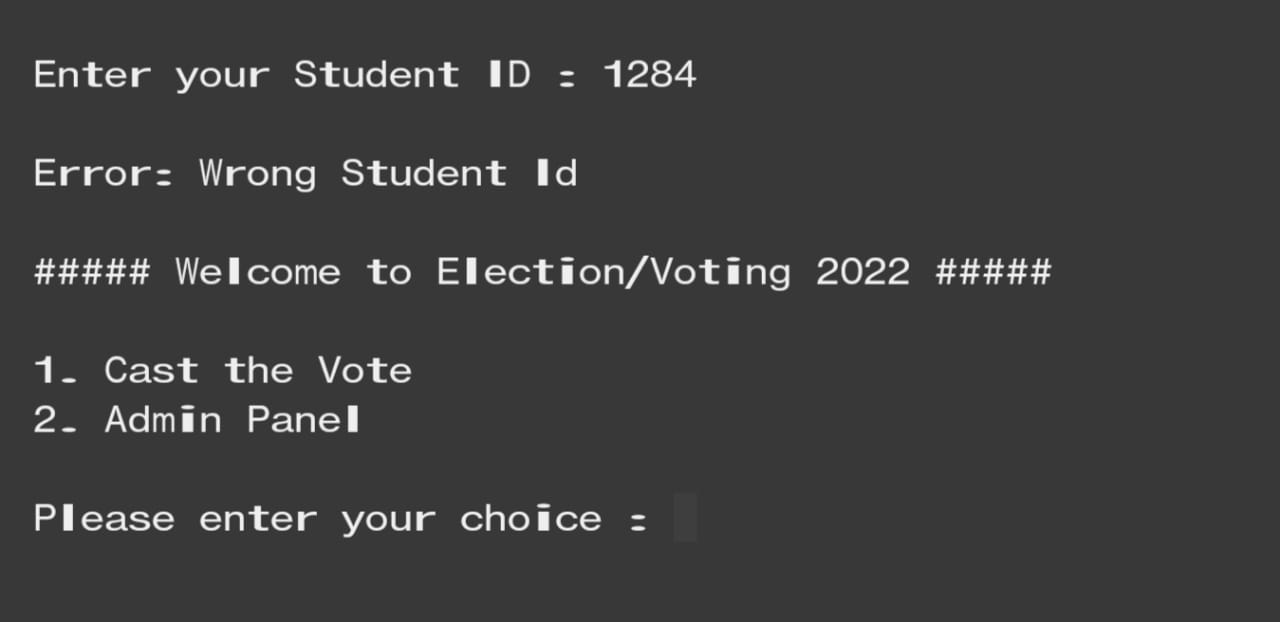 Enter your Student ID : 1284
Error: Wrong Student Id
##### Welcome to Election/Voting 2022 #####
1. Cast the Vote
2. Admin Panel
Please enter your choice :